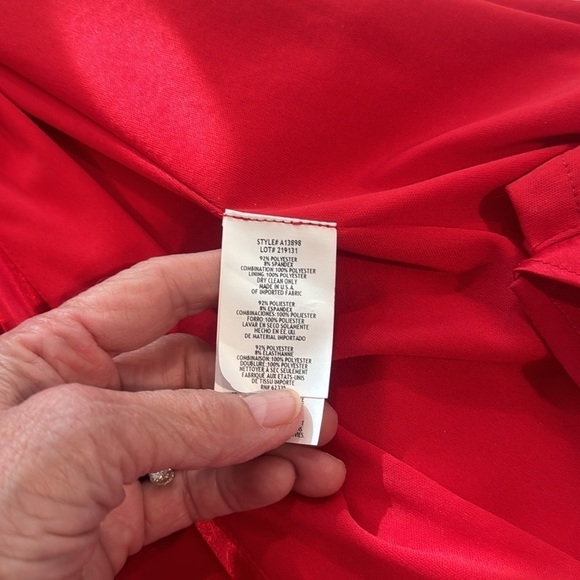 STYLE# A13898
LOT# 219131
92% POLYESTER
8% SPANDEX
COMBINATION: 100% POLYESTER
LINING: 100% POLYESTER
DRY CLEAN ONLY
MADE IN U.S.A.
OF IMPORTED FABRIC
92% POLIESTER
8% ESPANDEX
COMBINACIONES: 100% POLIESTER
FORRO 100% POLIESTER
LAVAR EN SECO SOLAMENTE
HECHO EN EE.UU
DE MATERIAL IMPORTADO
92% POLYESTER
8% ELASTHANNE
COMBINAISON: 100% POLYESTER
DOUBLURE: 100% POLYESTER
NETTOYER A SEC SEULEMENT
FABRIQUE AUX ETATS-UNIS
DE TISSU IMPORTE
RN# 62335